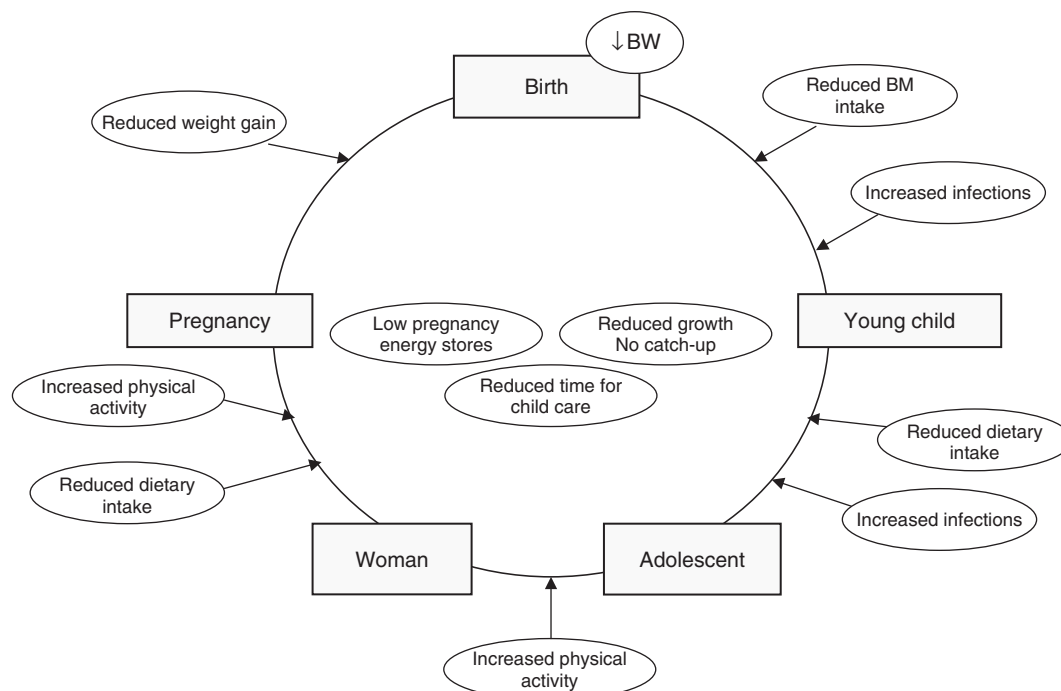 ↓BW
Birth
Reduced BM
intake
Reduced weight gain
Increased infections
Pregnancy
Low pregnancy
energy stores
Reduced growth
No catch-up
Young child
Reduced time for
child care
Increased physical
activity
Reduced dietary
intake
Reduced dietary
intake
Increased infections
Woman
Adolescent
Increased physical
activity